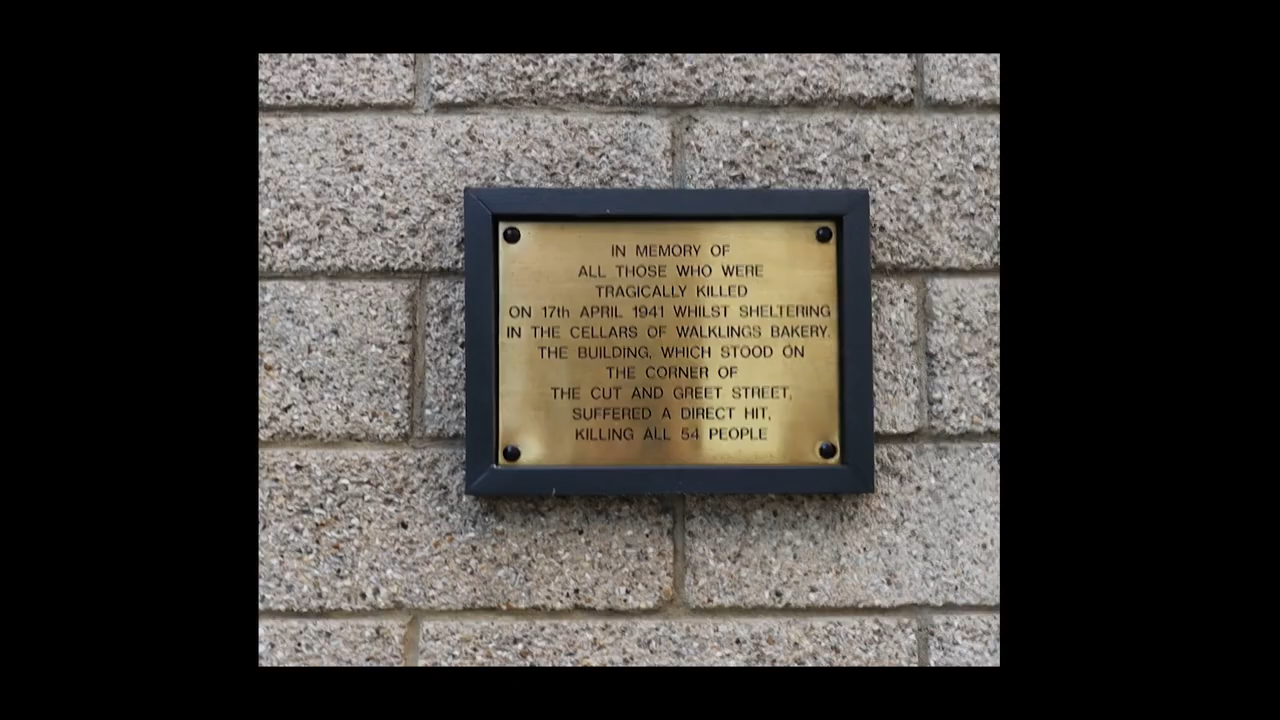 IN MEMORY OF
ALL THOSE WHO WERE
TRAGICALLY KILLED
ON 17th APRIL 1941 WHILST SHELTERING
IN THE CELLARS OF WALKLINGS BAKERY.
THE BUILDING, WHICH STOOD ON
THE CORNER OF
THE CUT AND GREET STREET,
SUFFERED A DIRECT HIT,
KILLING ALL 54 PEOPLE